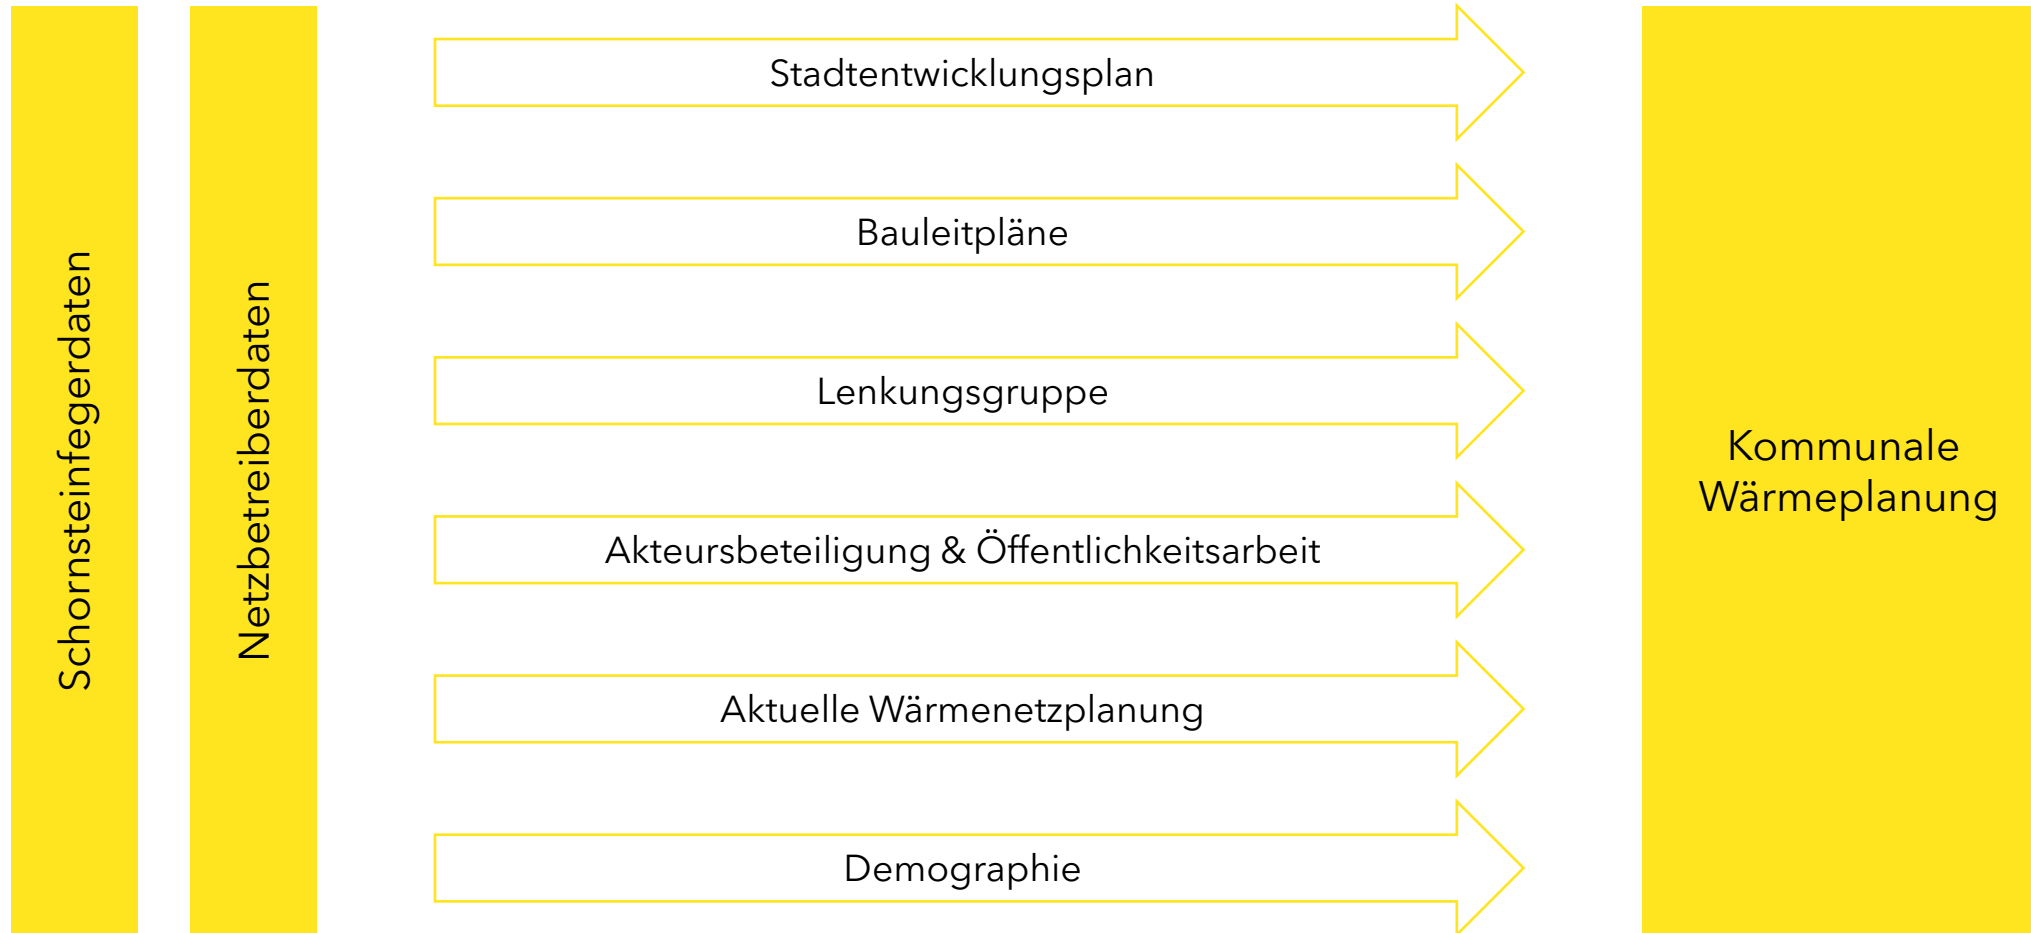 Schornsteinfegerdaten
Netzbetreiberdaten
Stadtentwicklungsplan
Bauleitpläne
Lenkungsgruppe
Akteursbeteiligung & Öffentlichkeitsarbeit
Aktuelle Wärmenetzplanung
Demographie
Kommunale
Wärmeplanung